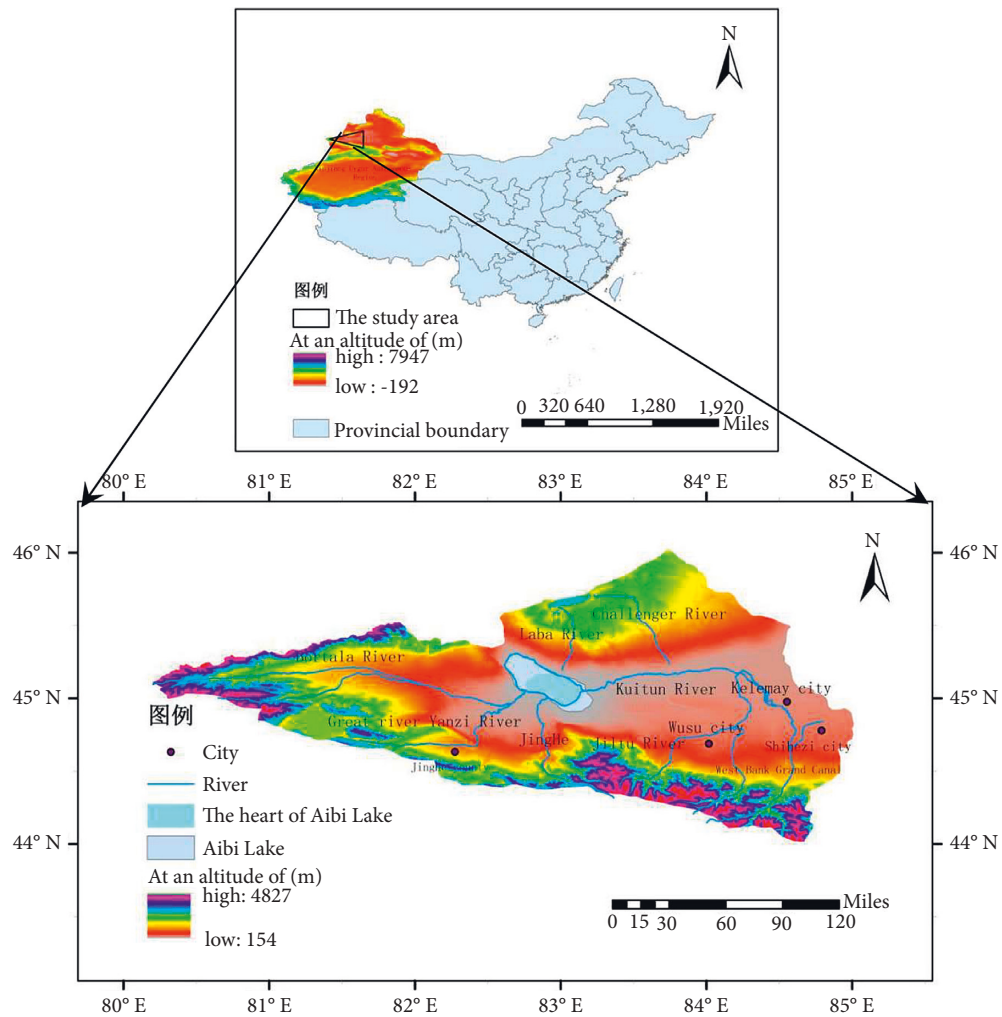 N
图例
The study area
At an altitude of (m)
high : 7947
low : -192
Provincial boundary
0 320 640 1,280 1,920
Miles
80° E 81° E 82° E 83° E 84° E 85° E
46° N 46° N
N
Challenger River
Laba River
Bortala River
45° N 45° N
Kuitun River
Kelemay city
图例
Great river Yanzi River
Wusu city
JingHe
Jiltu River
Shihezi city
City
West Bank Grand Canal
River
The heart of Aibi Lake
44° N 44° N
Aibi Lake
At an altitude of (m)
high: 4827
low: 154
Miles
0 15 30 60 90 120
80° E 81° E 82° E 83° E 84° E 85° E